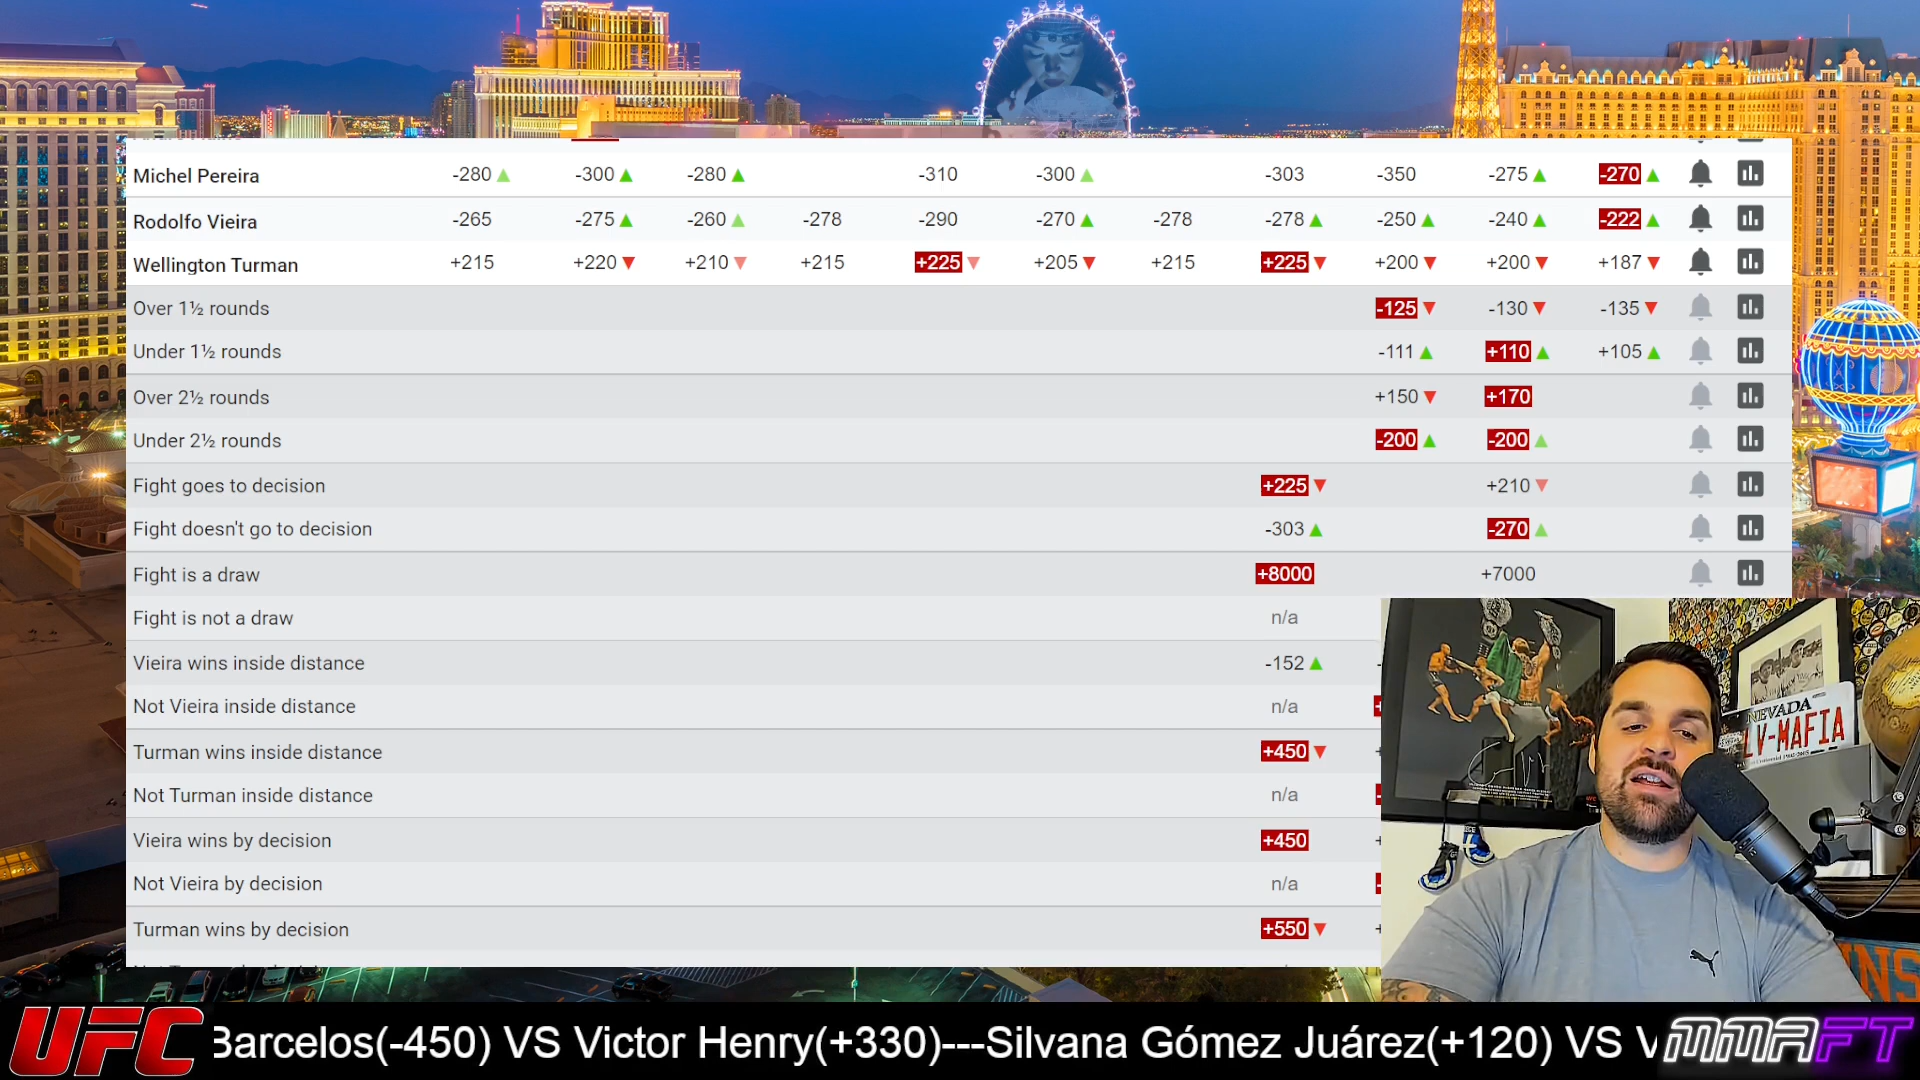 Michel Pereira -280 -300 -280 -310 -300 -303 -350 -275 -270
Rodolfo Vieira -265 -275 -260 -278 -290 -270 -278 -278 -250 -240 -222
Wellington Turman +215 +220 +210 +215 +225 +205 +215 +225 +200 +200 +187
Over 1½ rounds -125 -130 -135
Under 1½ rounds -111 +110 +105
Over 2½ rounds +150 +170
Under 2½ rounds -200 -200
Fight goes to decision +225 +210
Fight doesn't go to decision -303 -270
Fight is a draw +8000 +7000
Fight is not a draw n/a
Vieira wins inside distance -152
Not Vieira inside distance n/a
Turman wins inside distance +450
Not Turman inside distance n/a
Vieira wins by decision +450
Not Vieira by decision n/a
Turman wins by decision +550
NEVADA
LV-MAFIA
UFC Barcelos(-450) VS Victor Henry(+330)---Silvana Gómez Juárez(+120) VS V MMAFT